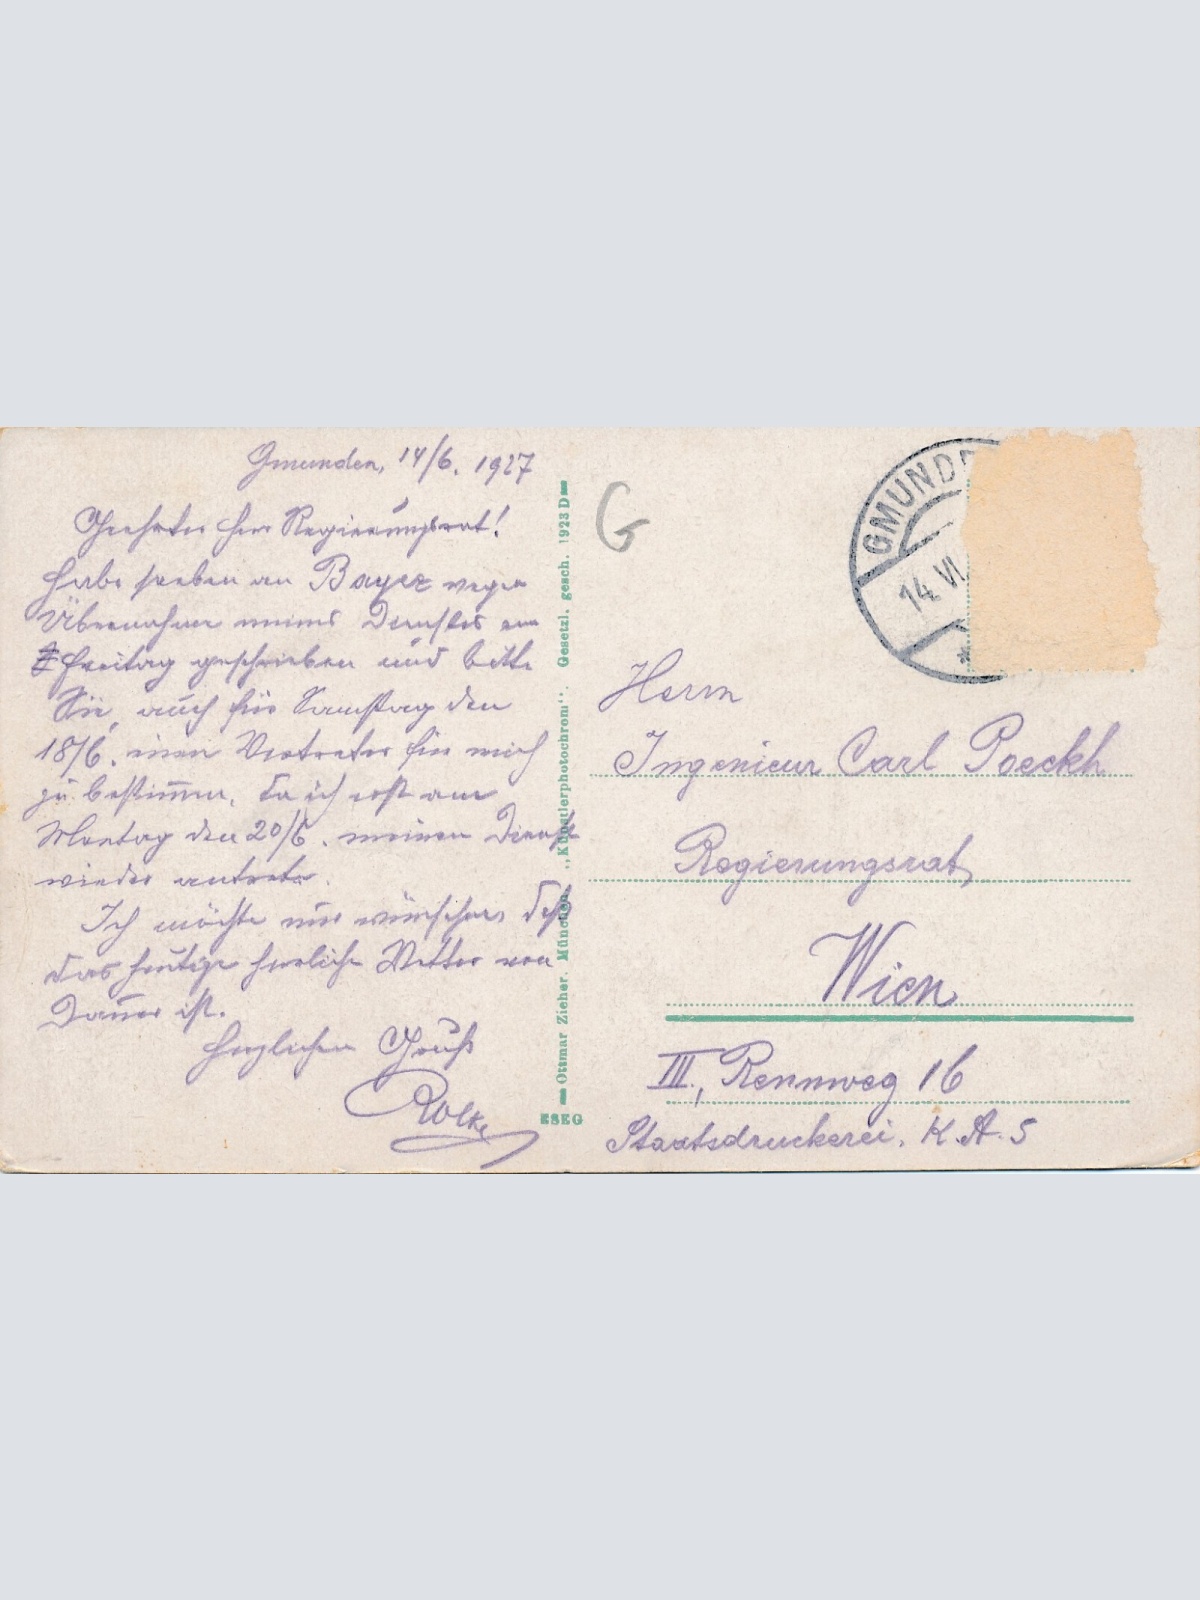 Gmunden, 14/6. 1927
Geehrter Herr Regierungsrat!
Habe soeben an Bayer wegen
Übernahme meines Dienstes am
Freitag geschrieben und bitte
Sie, auch für Samstag den
18/6. einen Vertreter für mich
zu bestimmen, da ich erst am
Montag den 20/6. meinen Dienst
wieder antrete.
Ich möchte nur wünschen, daß
das heutige herrliche Wetter von
Dauer ist.
Herzlichen Gruß
Ottmar Zieher, München. „Künstlerphotochrom“. Gesetzl. gesch. 1923 D
ESEG
G
GMUNDE
14. VI
*
Herrn
Ingenieur Carl Poeckh
Regierungsrat
Wien
III., Rennweg 16
Staatsdruckerei. K.A. 5